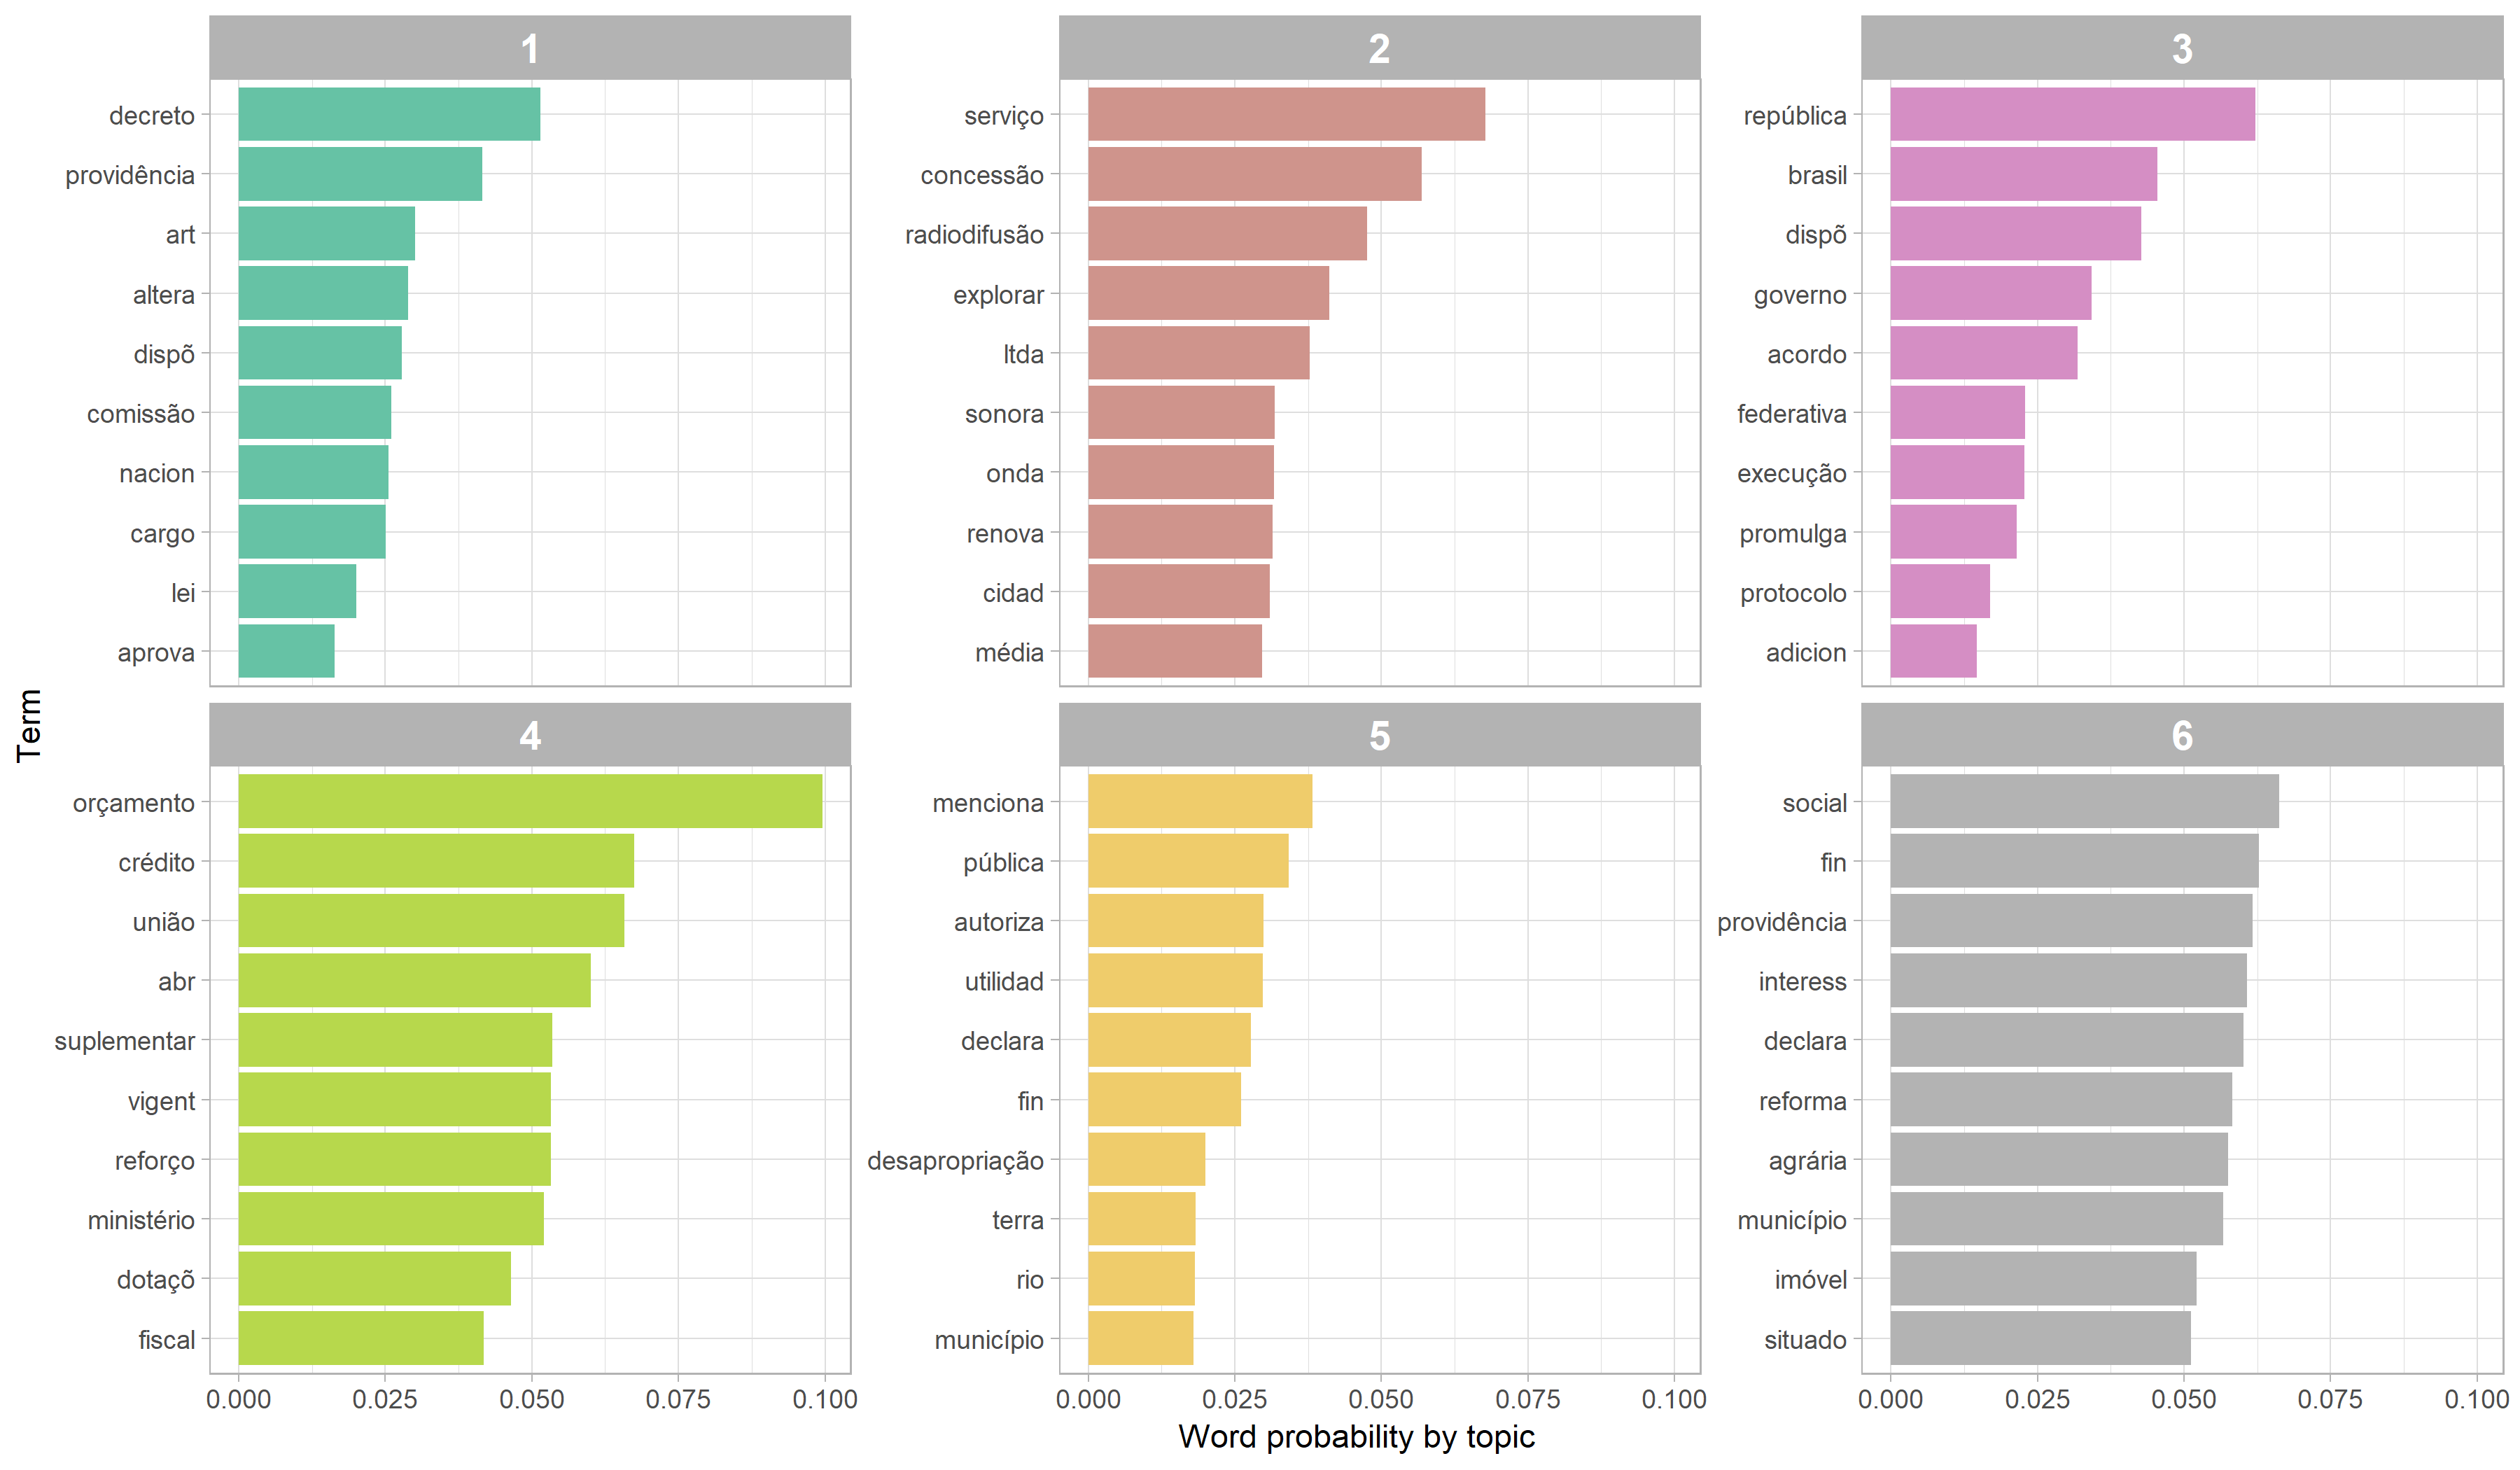 1
decreto
providência
art
altera
dispõ
comissão
nacion
cargo
lei
aprova
2
serviço
concessão
radiodifusão
explorar
ltda
sonora
onda
renova
cidad
média
3
república
brasil
dispõ
governo
acordo
federativa
execução
promulga
protocolo
adicion
Term
4
orçamento
crédito
união
abr
suplementar
vigent
reforço
ministério
dotaçõ
fiscal
0.000 0.025 0.050 0.075 0.100
5
menciona
pública
autoriza
utilidad
declara
fin
desapropriação
terra
rio
município
0.000 0.025 0.050 0.075 0.100
6
social
fin
providência
interess
declara
reforma
agrária
município
imóvel
situado
0.000 0.025 0.050 0.075 0.100
Word probability by topic